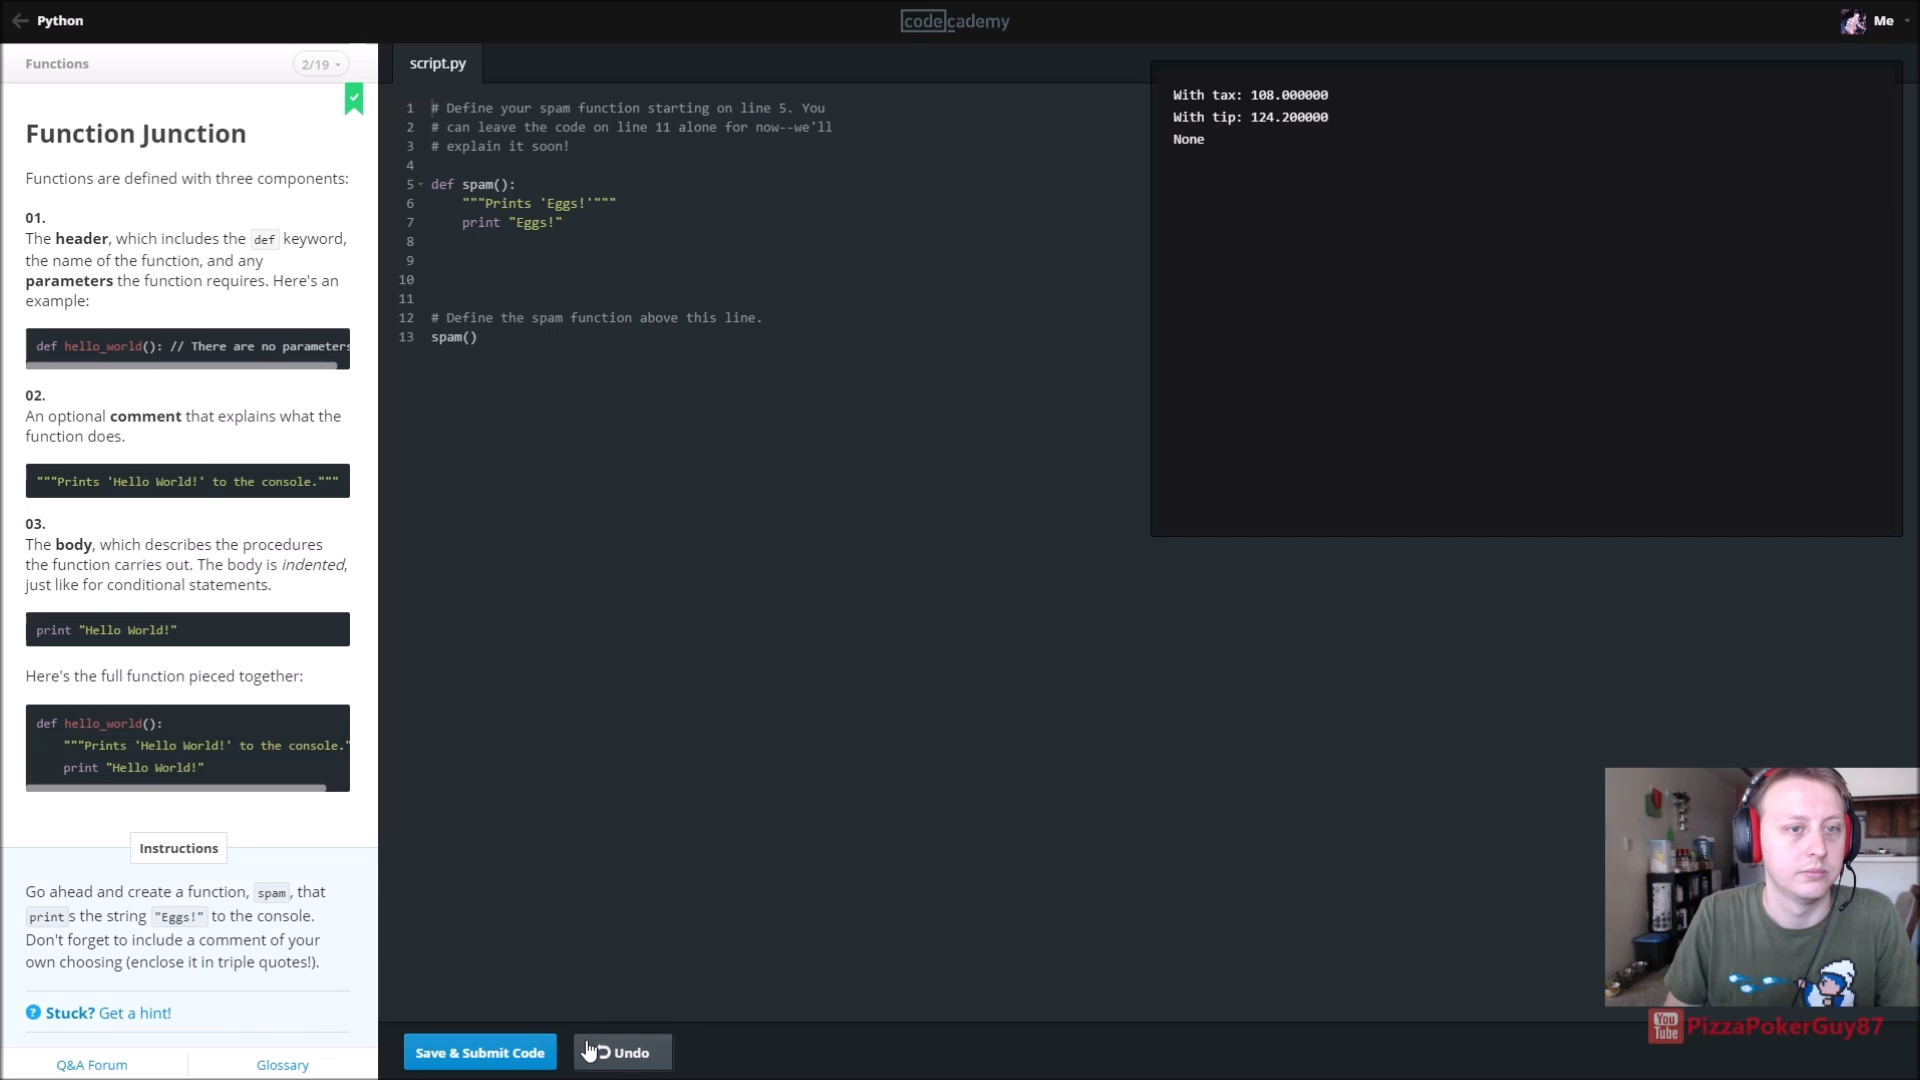 Python
codecademy
Me
Functions
2/19
script.py
Function Junction
Functions are defined with three components:
01.
The header, which includes the def keyword,
the name of the function, and any
parameters the function requires. Here's an
example:
def hello_world(): // There are no parameters
02.
An optional comment that explains what the
function does.
"""Prints 'Hello World!' to the console."""
03.
The body, which describes the procedures
the function carries out. The body is indented,
just like for conditional statements.
print "Hello World!"
Here's the full function pieced together:
def hello_world():
"""Prints 'Hello World!' to the console."
print "Hello World!"
Instructions
Go ahead and create a function, spam, that
prints the string "Eggs!" to the console.
Don't forget to include a comment of your
own choosing (enclose it in triple quotes!).
? Stuck? Get a hint!
Q&A Forum
Glossary
1 # Define your spam function starting on line 5. You
2 # can leave the code on line 11 alone for now--we'll
3 # explain it soon!
4
5 def spam():
6 """Prints 'Eggs!'"""
7 print "Eggs!"
8
9
10
11
12 # Define the spam function above this line.
13 spam()
With tax: 108.000000
With tip: 124.200000
None
Save & Submit Code
Undo
You Tube PizzaPokerGuy87